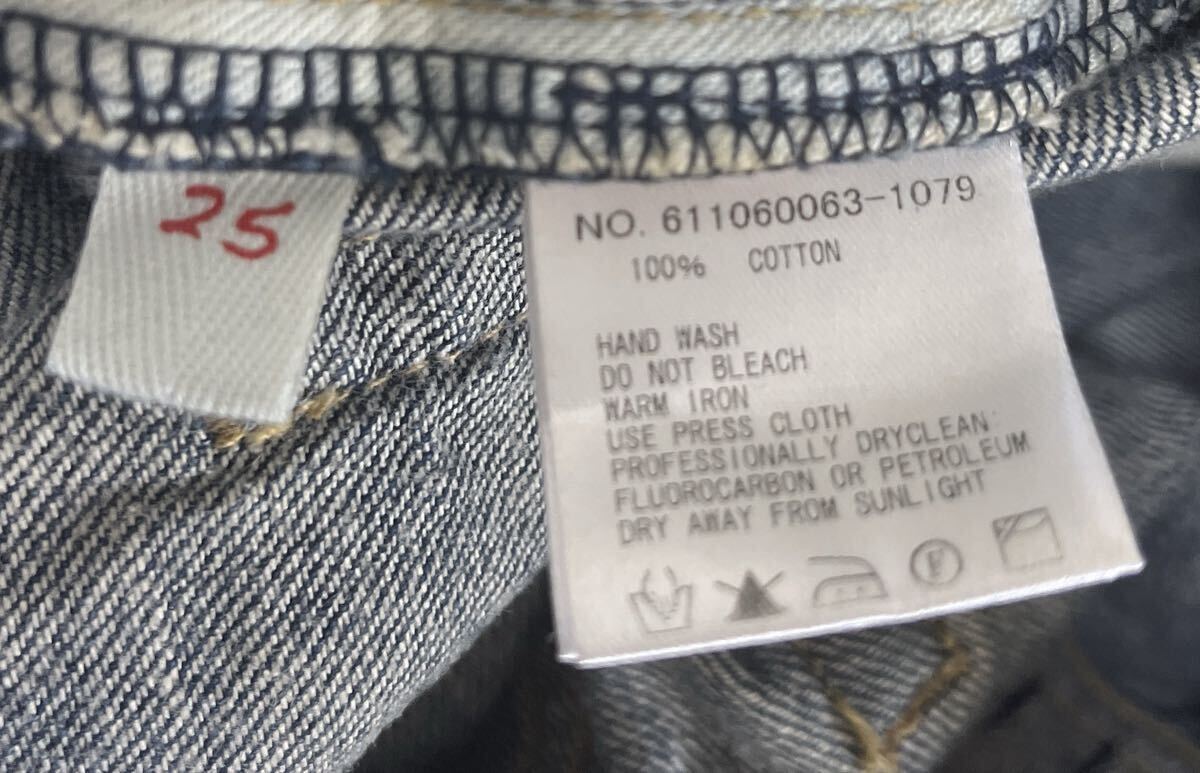 25
NO. 611060063-1079
100% COTTON
HAND WASH
DO NOT BLEACH
WARM IRON
USE PRESS CLOTH
PROFESSIONALLY DRYCLEAN:
FLUOROCARBON OR PETROLEUM
DRY AWAY FROM SUNLIGHT
F